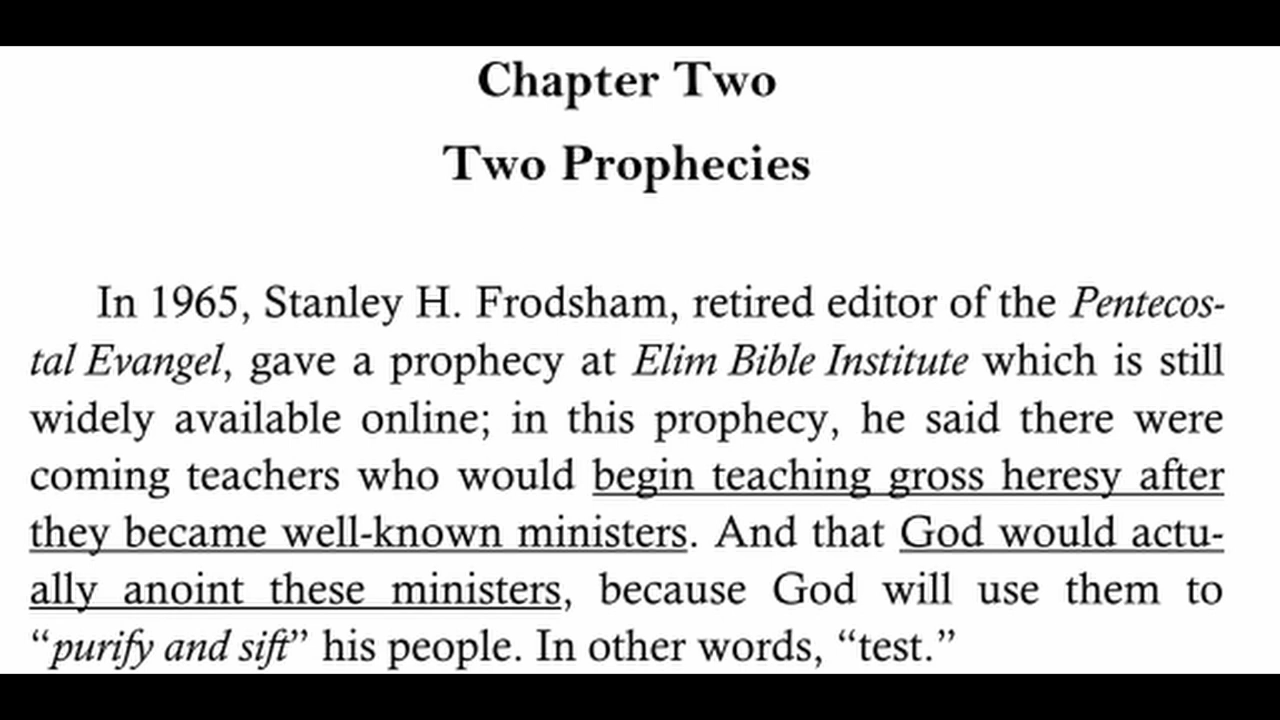 Chapter Two
Two Prophecies
In 1965, Stanley H. Frodsham, retired editor of the Pentecos-
tal Evangel, gave a prophecy at Elim Bible Institute which is still
widely available online; in this prophecy, he said there were
coming teachers who would begin teaching gross heresy after
they became well-known ministers. And that God would actu-
ally anoint these ministers, because God will use them to
“purify and sift” his people. In other words, “test.”